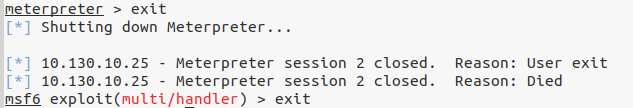 meterpreter > exit
[*] Shutting down Meterpreter...
[*] 10.130.10.25 - Meterpreter session 2 closed.  Reason: User exit
[*] 10.130.10.25 - Meterpreter session 2 closed.  Reason: Died
msf6 exploit(multi/handler) > exit